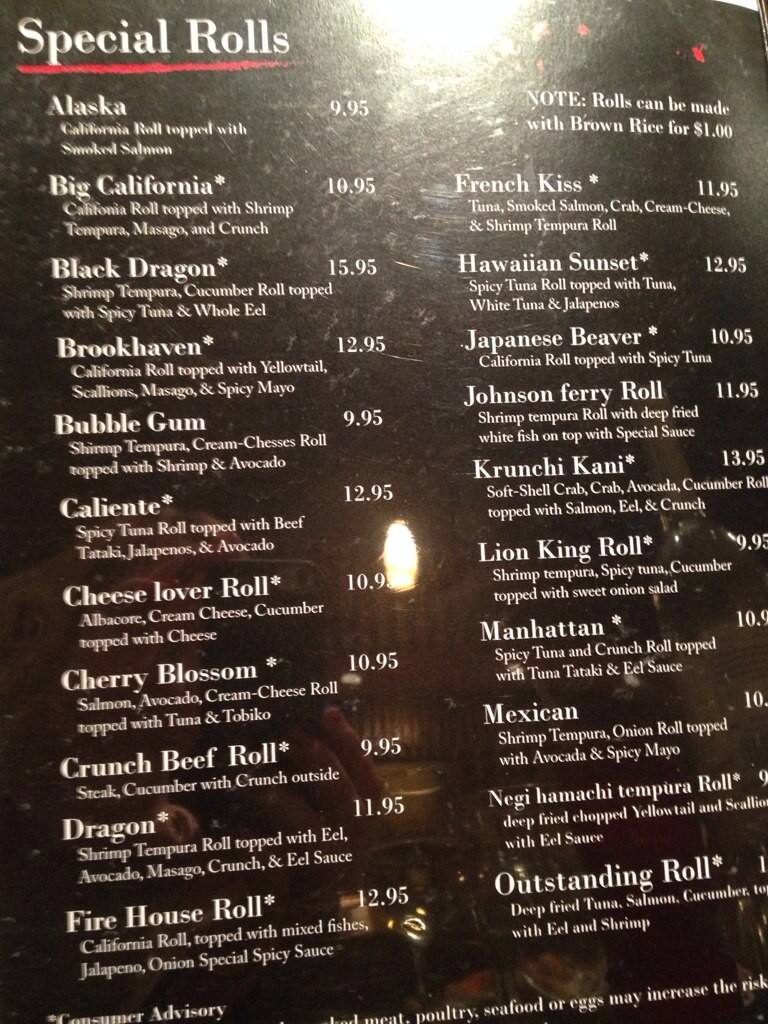 Special Rolls
Alaska 9.95
California Roll topped with
Smoked Salmon
Big California* 10.95
Califonia Roll topped with Shrimp
Tempura, Masago, and Crunch
Black Dragon* 15.95
Shrimp Tempura, Cucumber Roll topped
with Spicy Tuna & Whole Eel
Brookhaven* 12.95
California Roll topped with Yellowtail,
Scallions, Masago, & Spicy Mayo
Bubble Gum 9.95
Shirmp Tempura, Cream-Chesses Roll
topped with Shrimp & Avocado
Caliente* 12.95
Spicy Tuna Roll topped with Beef
Tataki, Jalapenos, & Avocado
Cheese lover Roll* 10.9
Albacore, Cream Cheese, Cucumber
topped with Cheese
Cherry Blossom * 10.95
Salmon, Avocado, Cream-Cheese Roll
topped with Tuna & Tobiko
Crunch Beef Roll* 9.95
Steak, Cucumber with Crunch outside
Dragon* 11.95
Shrimp Tempura Roll topped with Eel,
Avocado, Masago, Crunch, & Eel Sauce
Fire House Roll* 12.95
California Roll, topped with mixed fishes,
Jalapeno, Onion Special Spicy Sauce
NOTE: Rolls can be made
with Brown Rice for $1.00
French Kiss * 11.95
Tuna, Smoked Salmon, Crab, Cream-Cheese,
& Shrimp Tempura Roll
Hawaiian Sunset* 12.95
Spicy Tuna Roll topped with Tuna,
White Tuna & Jalapenos
Japanese Beaver * 10.95
California Roll topped with Spicy Tuna
Johnson ferry Roll 11.95
Shrimp tempura Roll with deep fried
white fish on top with Special Sauce
Krunchi Kani* 13.95
Soft-Shell Crab, Crab, Avocada, Cucumber Roll
topped with Salmon, Eel, & Crunch
Lion King Roll* 9.95
Shrimp tempura, Spicy tuna, Cucumber
topped with sweet onion salad
Manhattan * 10.9
Spicy Tuna and Crunch Roll topped
with Tuna Tataki & Eel Sauce
Mexican 10.
Shrimp Tempura, Onion Roll topped
with Avocada & Spicy Mayo
Negi hamachi tempura Roll* 9
deep fried chopped Yellowtail and Scallio
with Eel Sauce
Outstanding Roll* 1
Deep fried Tuna, Salmon, Cucumber, to
with Eel and Shrimp
*Consumer Advisory
meat, poultry, seafood or eggs may increase the risk